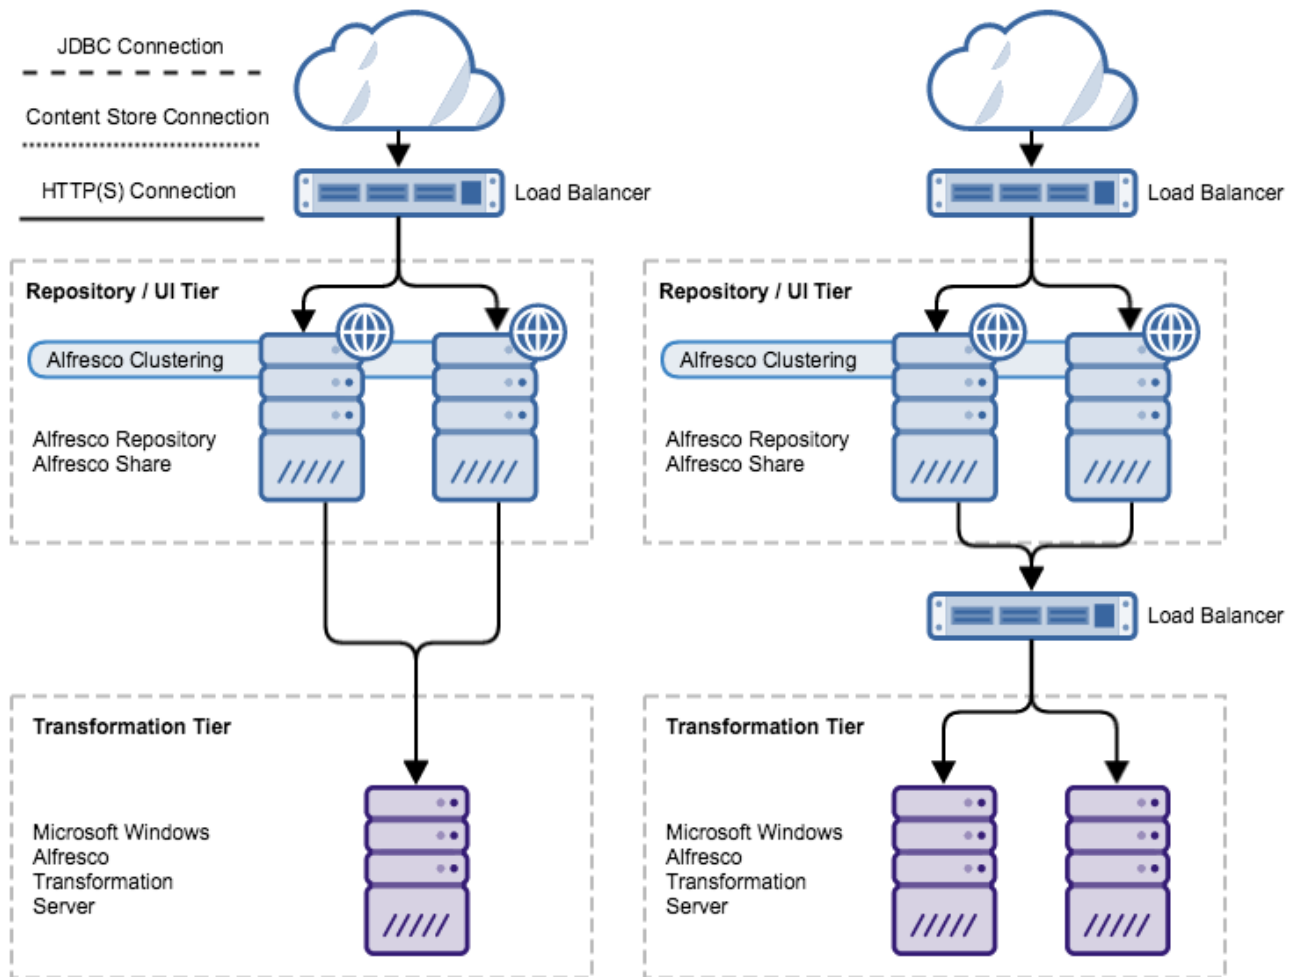 JDBC Connection
Content Store Connection
HTTP(S) Connection
Load Balancer
Repository / UI Tier
Alfresco Clustering
Alfresco Repository
Alfresco Share
Transformation Tier
Microsoft Windows
Alfresco
Transformation
Server
Load Balancer
Repository / UI Tier
Alfresco Clustering
Alfresco Repository
Alfresco Share
Load Balancer
Transformation Tier
Microsoft Windows
Alfresco
Transformation
Server